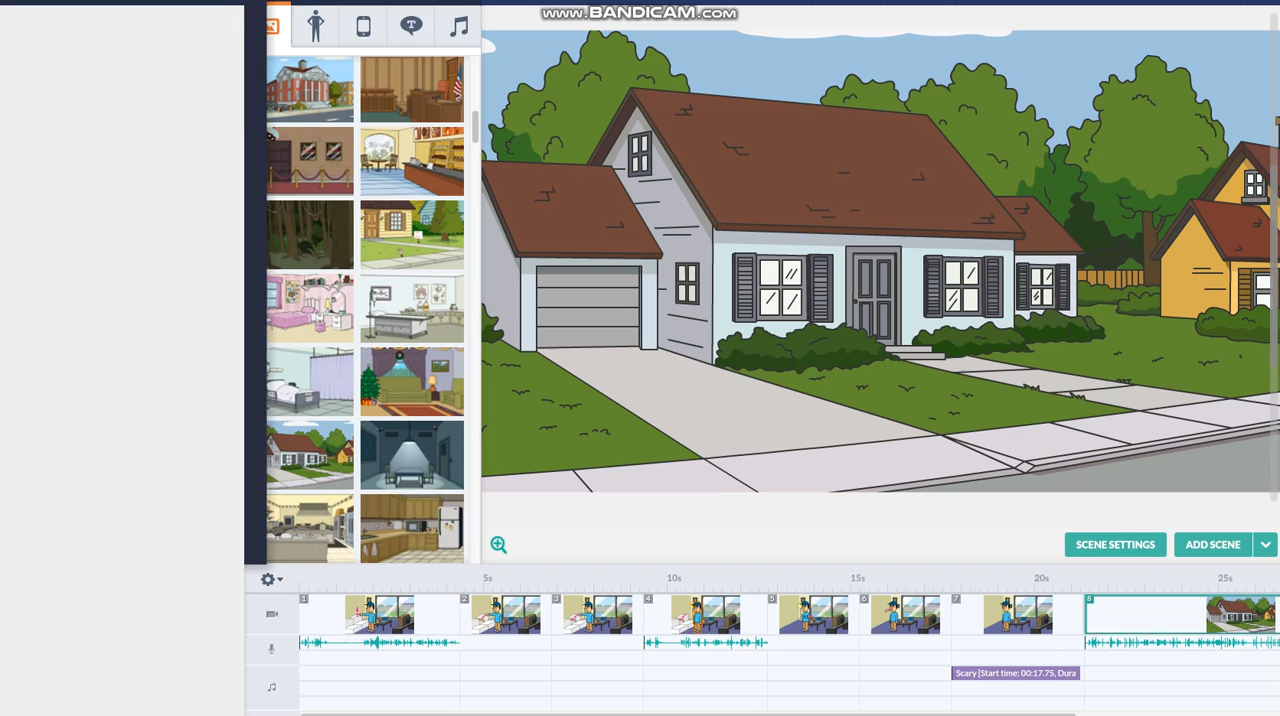 www.BANDICAM.com
T
SCENE SETTINGS
ADD SCENE
5s 10s 15s 20s 25s
1 2 3 4 5 6 7 8
Scary [Start time: 00:17.75, Dura